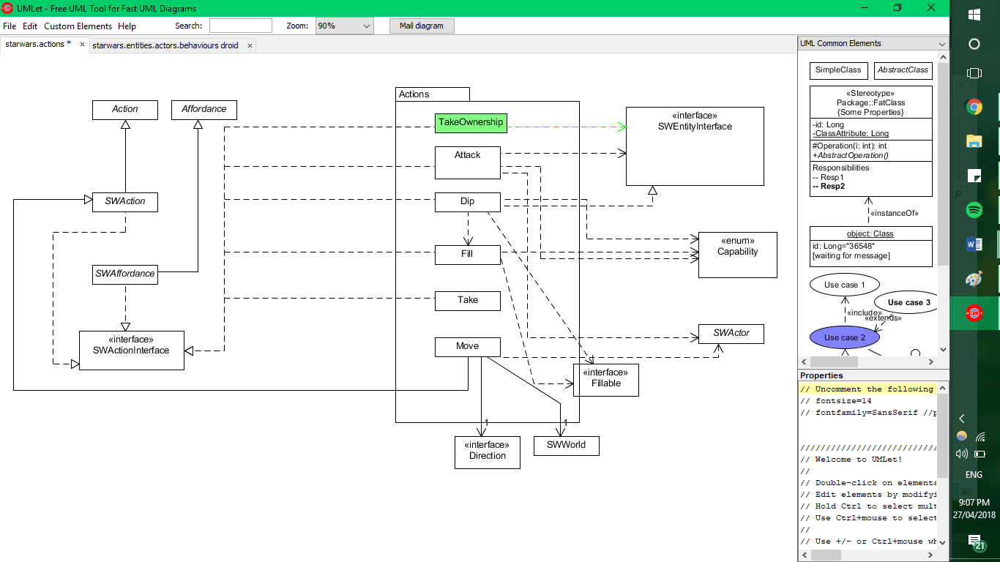 UMLet - Free UML Tool for Fast UML Diagrams
File Edit Custom Elements Help Search: Zoom: 90% Mail diagram
starwars.actions * × starwars.entities.actors.behaviours droid ×
Actions
Action
Affordance
TakeOwnership
«interface»
SWEntityInterface
Attack
SWAction
Dip
«enum»
Capability
Fill
SWAffordance
Take
SWActor
«interface»
SWActionInterface
Move
«interface»
Fillable
1
1
«interface»
Direction
SWWorld
UML Common Elements
SimpleClass
AbstractClass
«Stereotype»
Package::FatClass
{Some Properties}
-id: Long
-ClassAttribute: Long
#Operation(i: int): int
+AbstractOperation()
Responsibilities
-- Resp1
-- Resp2
«instanceOf»
object: Class
id: Long="36548"
[waiting for message]
Use case 1
Use case 3
«include»
«extends»
Use case 2
Properties
// Uncomment the following
// fontsize=14
// fontfamily=SansSerif //p
///////////////////////////
// Welcome to UMLet!
//
// Double-click on elements
// Edit elements by modifyi
// Hold Ctrl to select mult
// Use Ctrl+mouse to select
//
// Use +/- or Ctrl+mouse wh
ENG
9:07 PM
27/04/2018
21